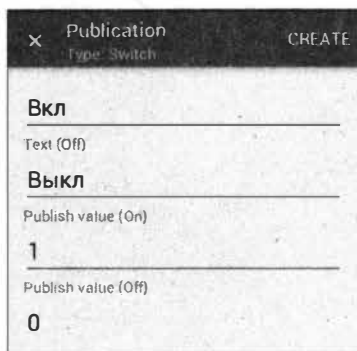 × Publication
CREATE
Type: Switch
Вкл
Text (Off)
Выкл
Publish value (On)
1
Publish value (Off)
0